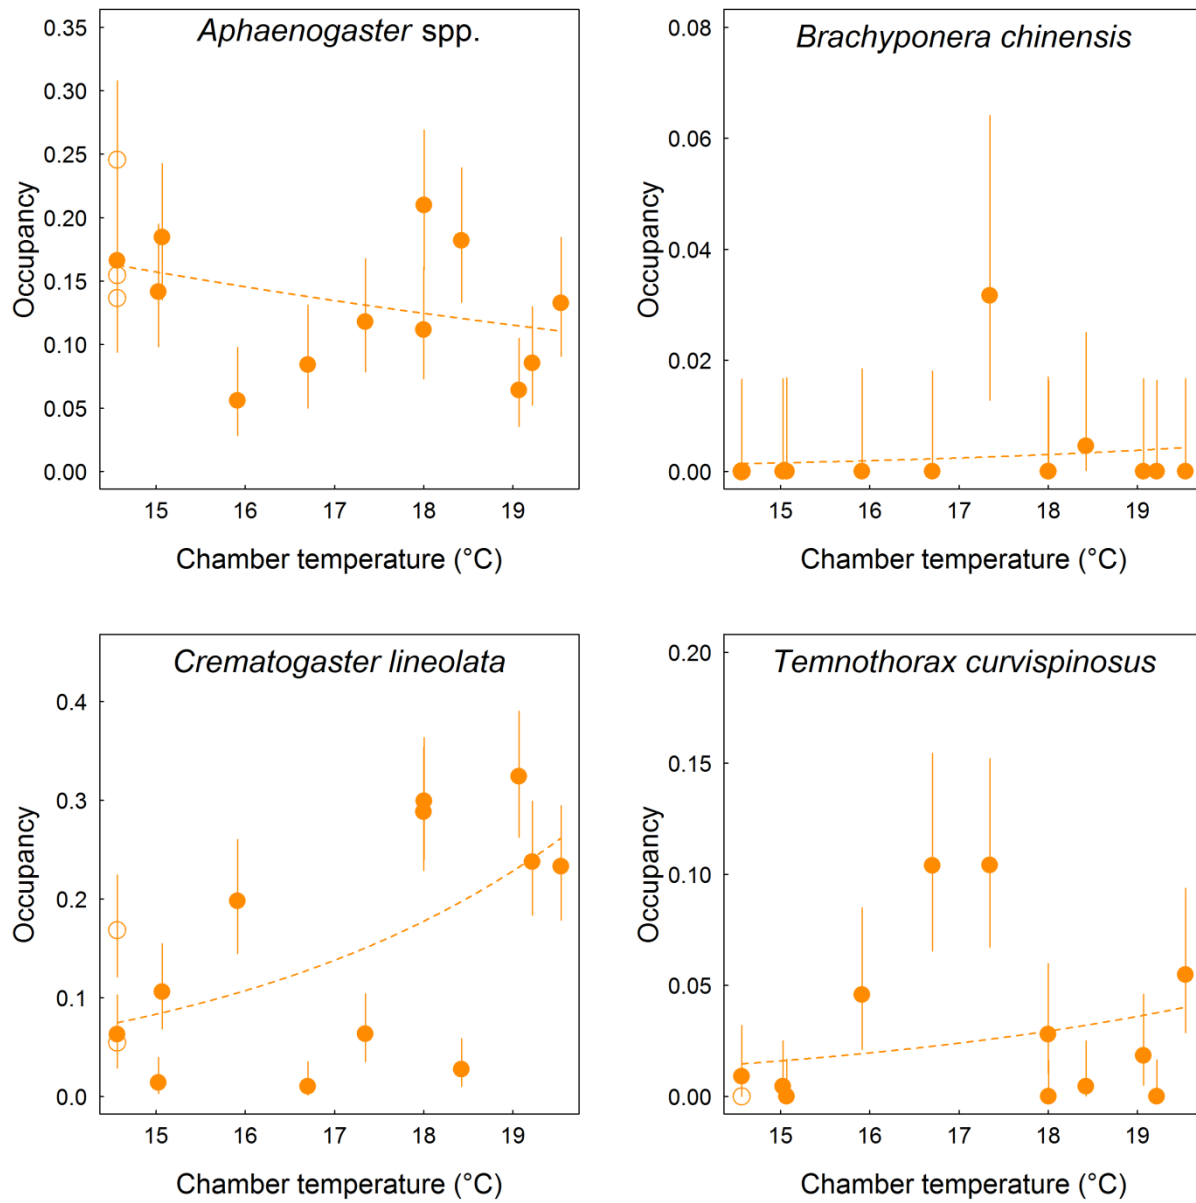 Aphaenogaster spp.
Occupancy
0.35
0.30
0.25
0.20
0.15
0.10
0.05
0.00
15 16 17 18 19
Chamber temperature (°C)
Brachyponera chinensis
Occupancy
0.08
0.06
0.04
0.02
0.00
15 16 17 18 19
Chamber temperature (°C)
Crematogaster lineolata
Occupancy
0.4
0.3
0.2
0.1
0.0
15 16 17 18 19
Chamber temperature (°C)
Temnothorax curvispinosus
Occupancy
0.20
0.15
0.10
0.05
0.00
15 16 17 18 19
Chamber temperature (°C)